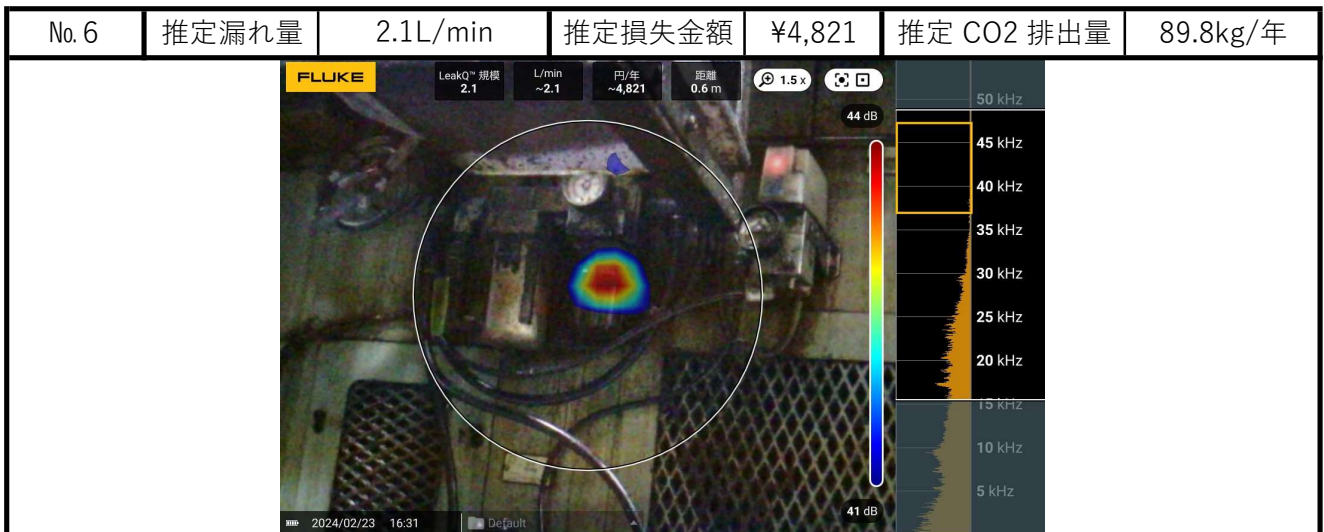 №6 推定漏れ量 2.1L/min 推定損失金額 ¥4,821 推定 CO2 排出量 89.8kg/年
FLUKE
LeakQ™ 規模
2.1
L/min
~2.1
円/年
~4,821
距離
0.6 m
1.5 x
44 dB
50 kHz
45 kHz
40 kHz
35 kHz
30 kHz
25 kHz
20 kHz
15 kHz
10 kHz
5 kHz
41 dB
2024/02/23 16:31 Default